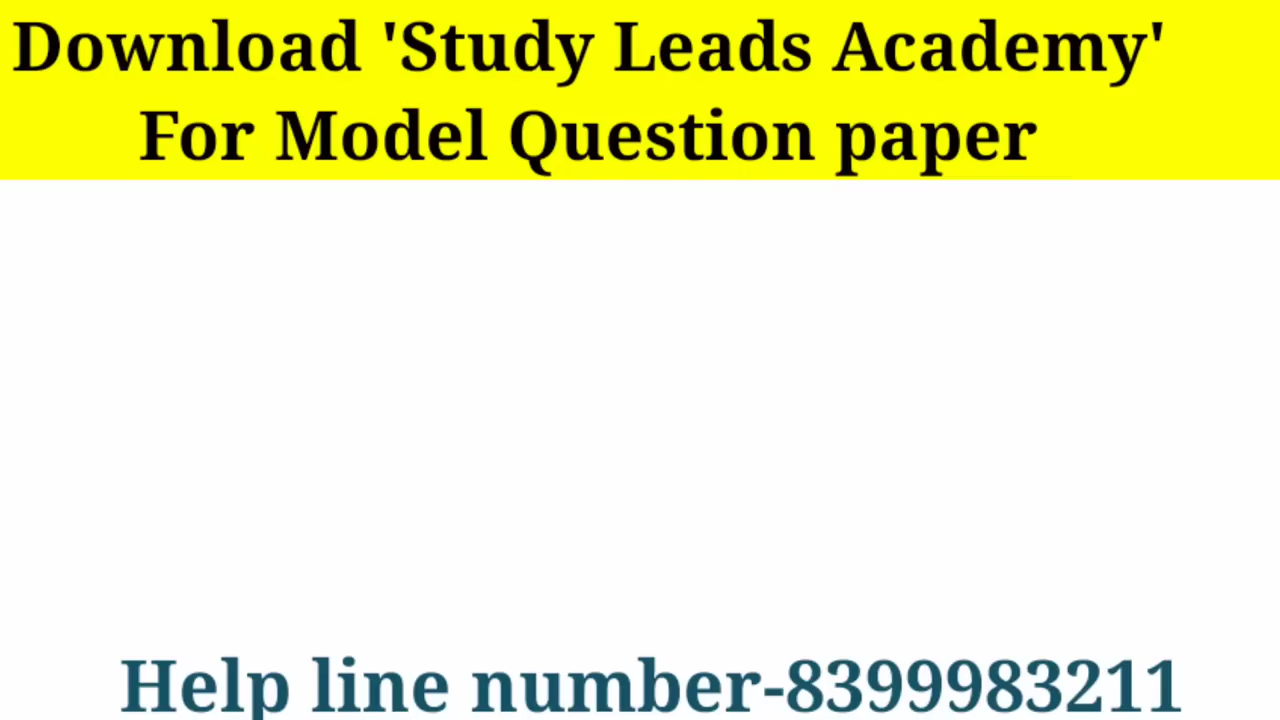 Download 'Study Leads Academy'
For Model Question paper
Help line number-8399983211